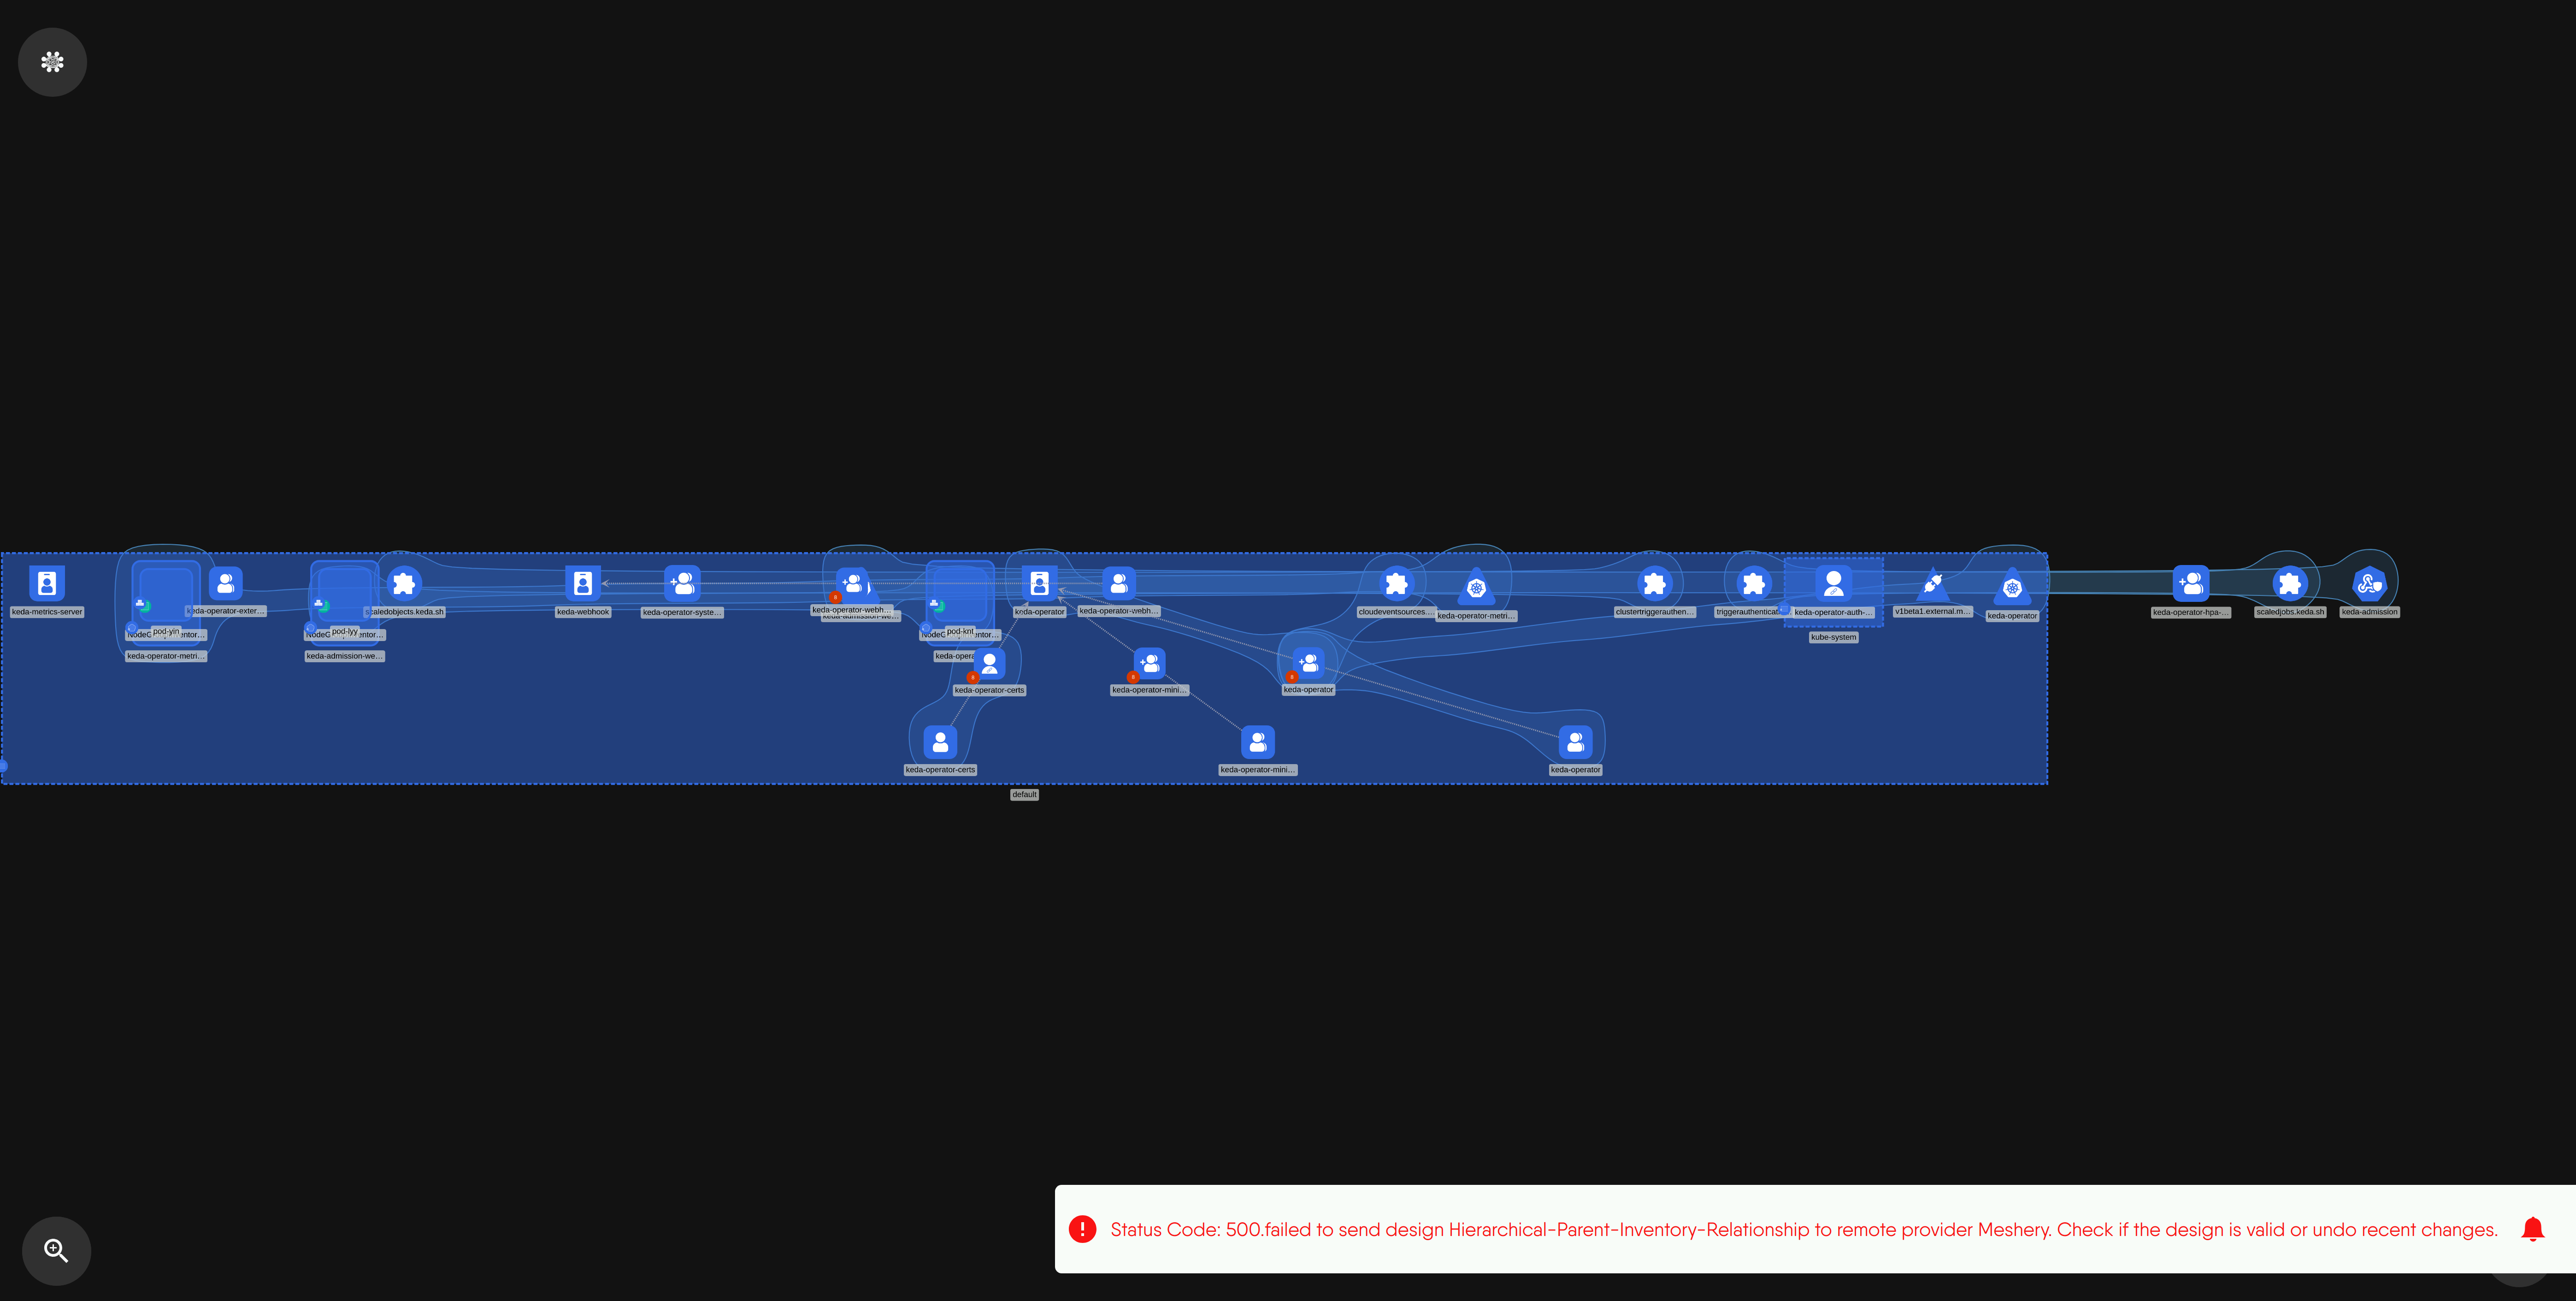 keda-metrics-server
keda-operator-exter…
keda-operator-metri…
pod-yin
scaledobjects.keda.sh
pod-lyy
keda-admission-we…
keda-webhook
keda-operator-syste…
keda-operator-webh…
keda-admission-we…
pod-knt
keda-operator
keda-operator-webh…
cloudeventsources.…
keda-operator-metri…
clustertriggerauthen…
keda-operator-auth-…
kube-system
v1beta1.external.m…
keda-operator
keda-operator-hpa-…
scaledjobs.keda.sh
keda-admission
keda-operator-certs
keda-operator-mini…
keda-operator
keda-operator-certs
keda-operator-mini…
keda-operator
default
Status Code: 500.failed to send design Hierarchical-Parent-Inventory-Relationship to remote provider Meshery. Check if the design is valid or undo recent changes.